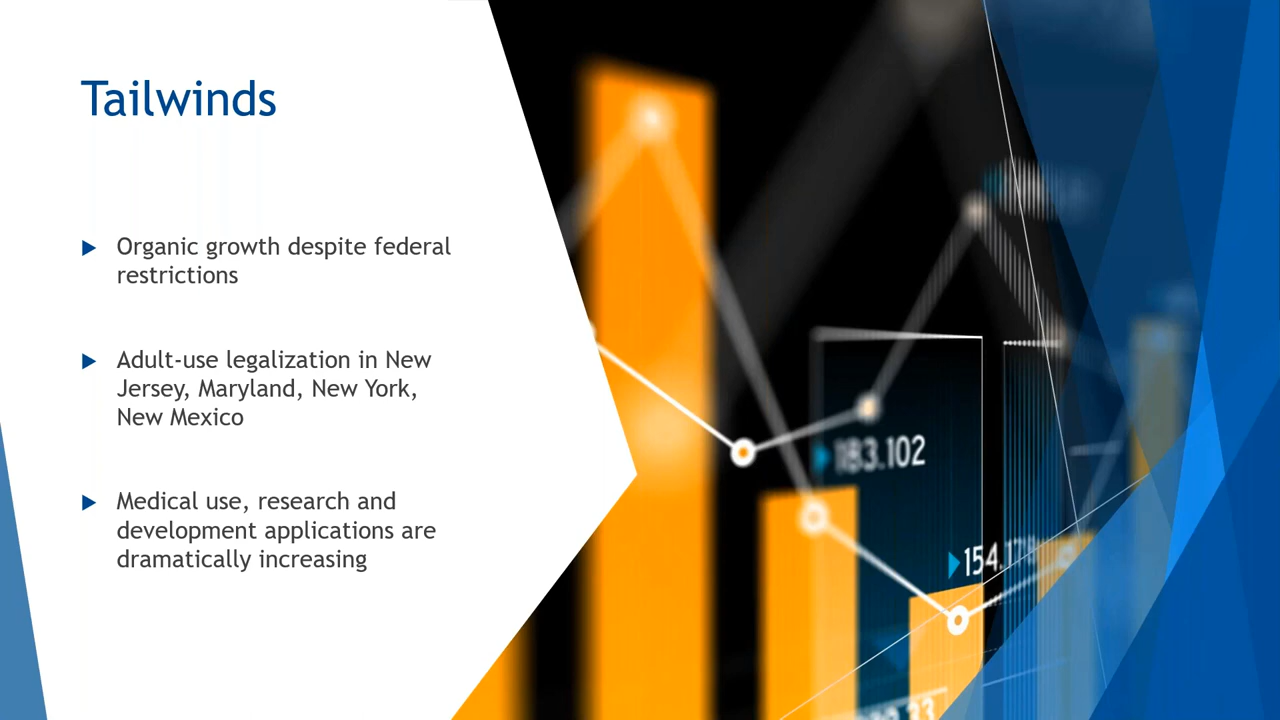 Tailwinds
Organic growth despite federal
restrictions
Adult-use legalization in New
Jersey, Maryland, New York,
New Mexico
Medical use, research and
development applications are
dramatically increasing
183.102